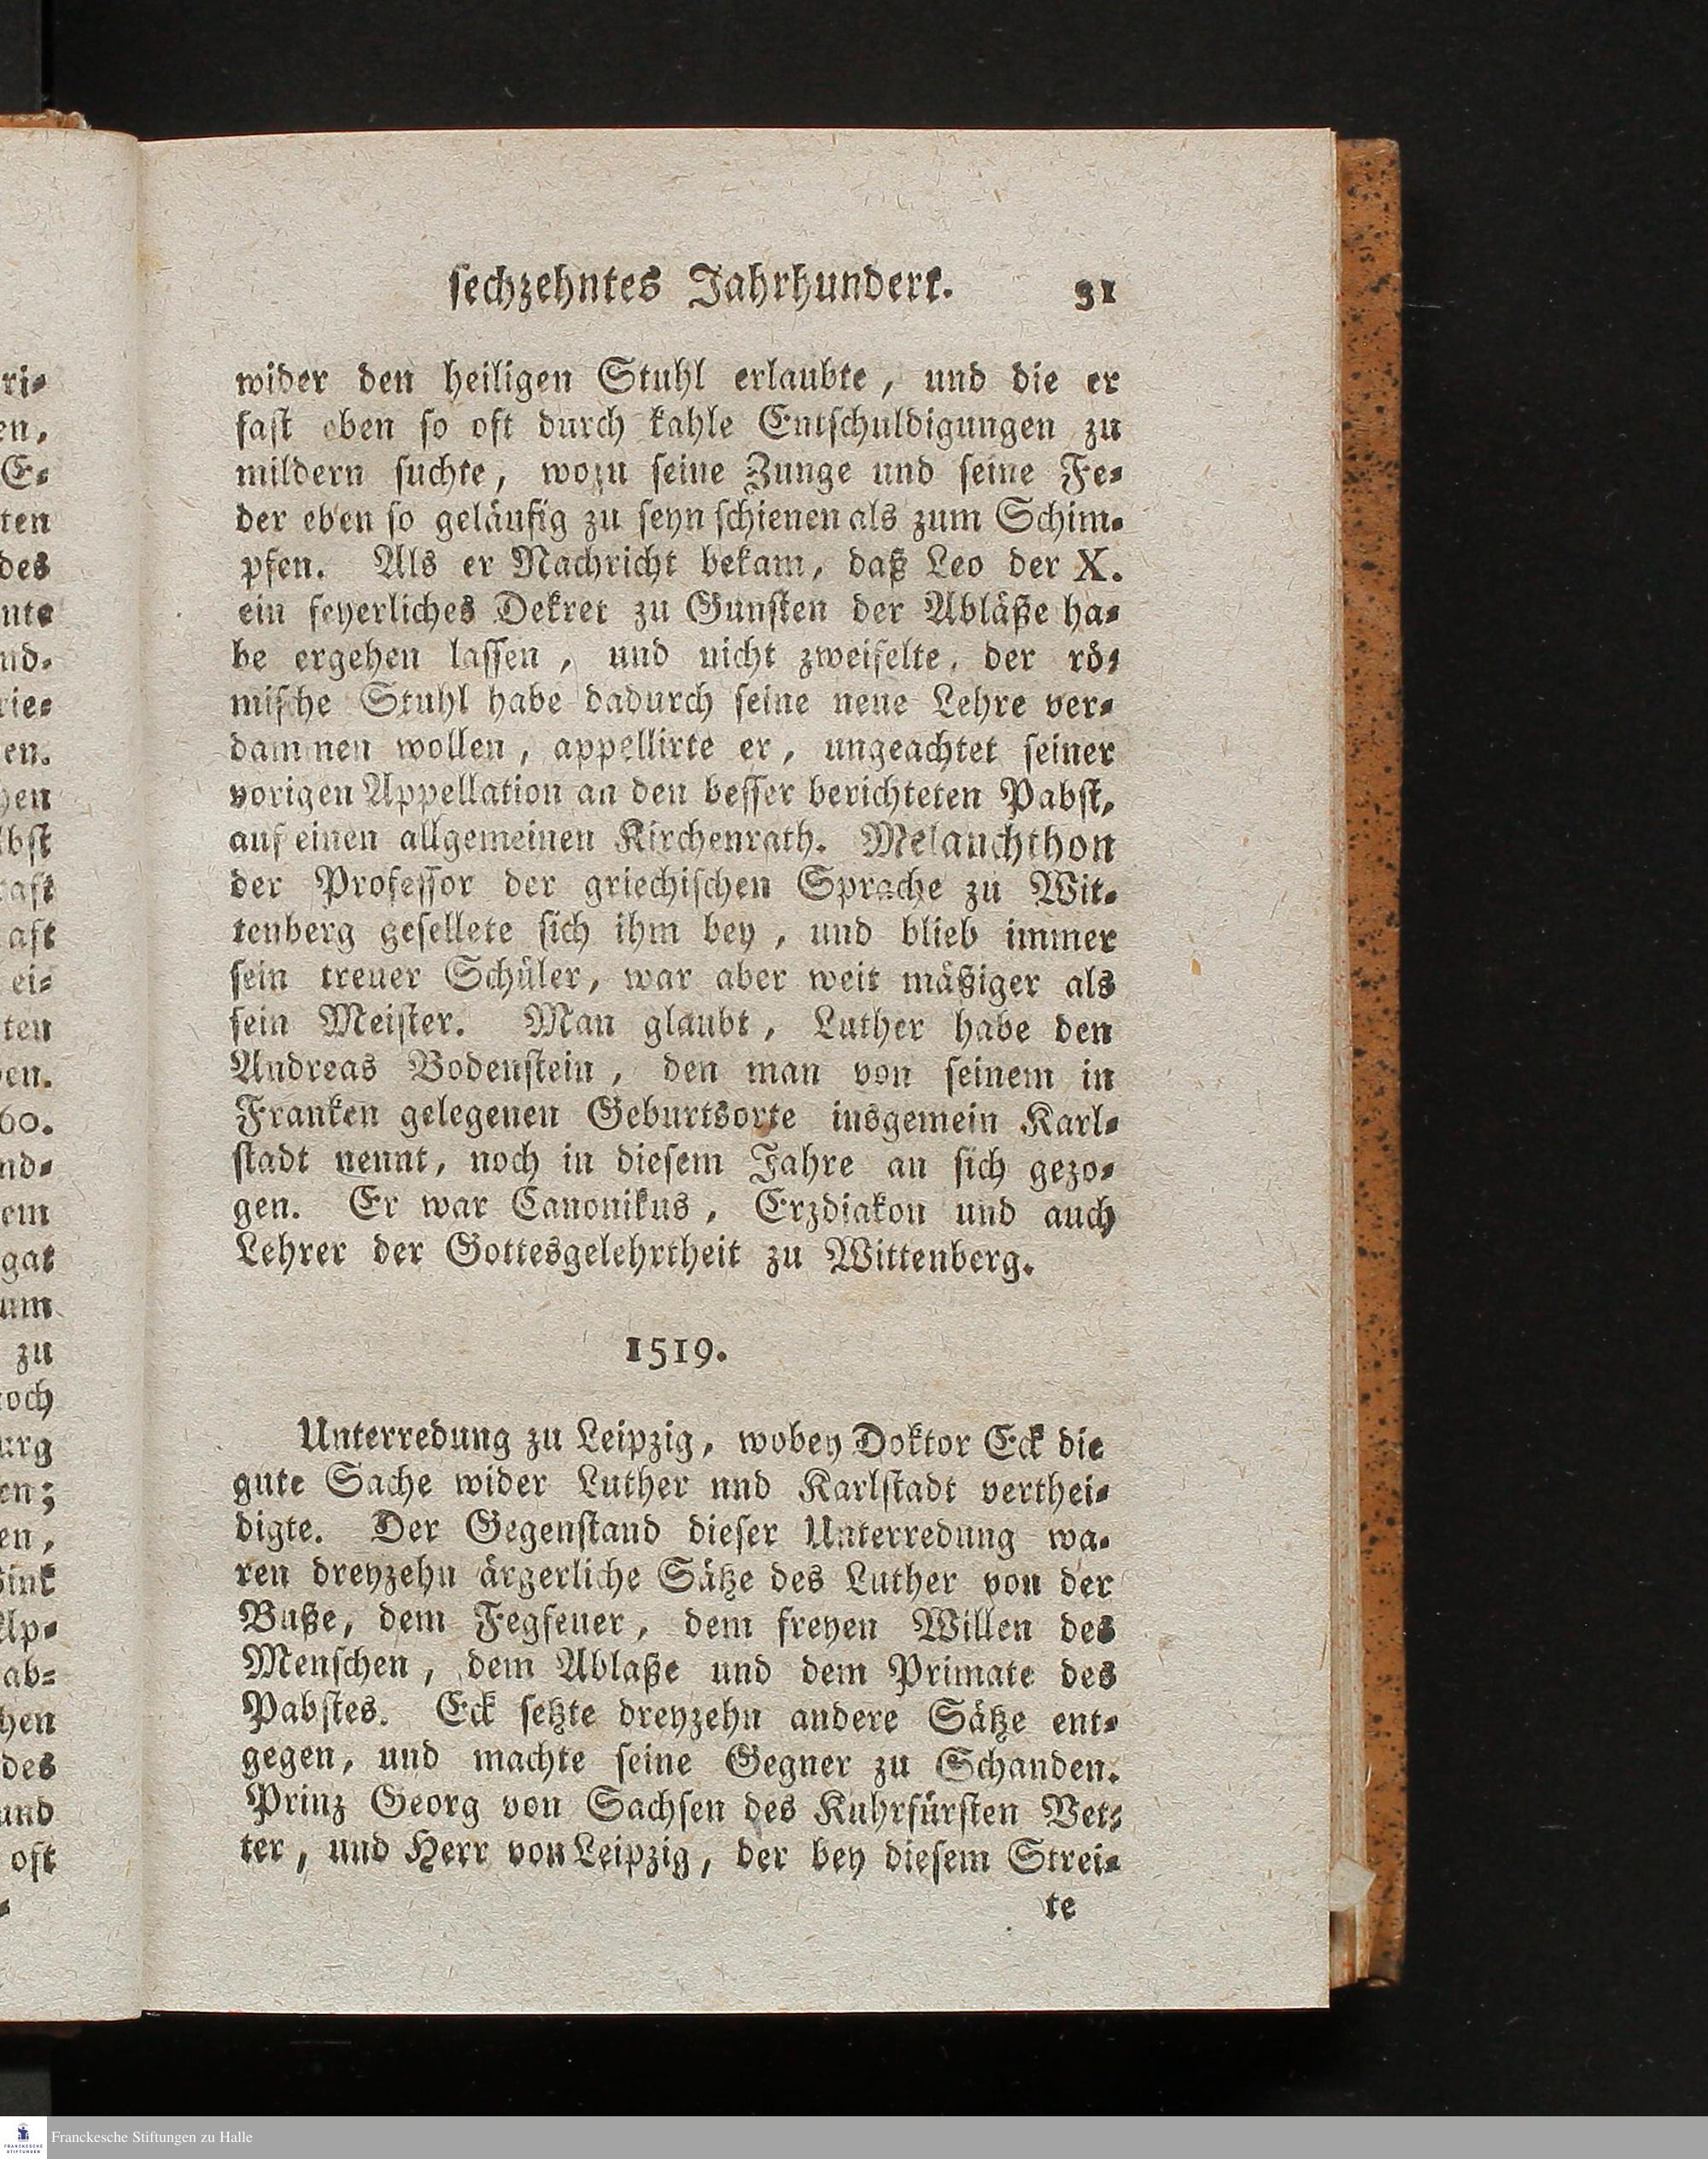 sechzehntes Jahrhundert. 31
wider den heiligen Stuhl erlaubte, und die er
fast eben so oft durch kahle Entschuldigungen zu
mildern suchte, wozu seine Zunge und seine Fe-
der eben so geläufig zu seyn schienen als zum Schim-
pfen. Als er Nachricht bekam, daß Leo der X.
ein feyerliches Dekret zu Gunsten der Abläße ha-
be ergehen lassen, und nicht zweifelte, der rö-
mische Stuhl habe dadurch seine neue Lehre ver-
dammen wollen, appellirte er, ungeachtet seiner
vorigen Appellation an den besser berichteten Pabst,
auf einen allgemeinen Kirchenrath. Melauchthon
der Professor der griechischen Sprache zu Wit-
tenberg gesellete sich ihm bey, und blieb immer
sein treuer Schüler, war aber weit mäßiger als
sein Meister. Man glaubt, Luther habe den
Andreas Bodenstein, den man von seinem in
Franken gelegenen Geburtsorte insgemein Karl-
stadt nennt, noch in diesem Jahre an sich gezo-
gen. Er war Canonikus, Erzdiakon und auch
Lehrer der Gottesgelehrtheit zu Wittenberg.
1519.
Unterredung zu Leipzig, wobey Doktor Eck die
gute Sache wider Luther und Karlstadt verthei-
digte. Der Gegenstand dieser Unterredung wa-
ren dreyzehn ärgerliche Sätze des Luther von der
Buße, dem Fegfeuer, dem freyen Willen des
Menschen, dem Ablaße und dem Primate des
Pabstes. Eck setzte dreyzehn andere Sätze ent-
gegen, und machte seine Gegner zu Schanden.
Prinz Georg von Sachsen des Kuhrfürsten Vet-
ter, und Herr von Leipzig, der bey diesem Strei-
te
Franckesche Stiftungen zu Halle